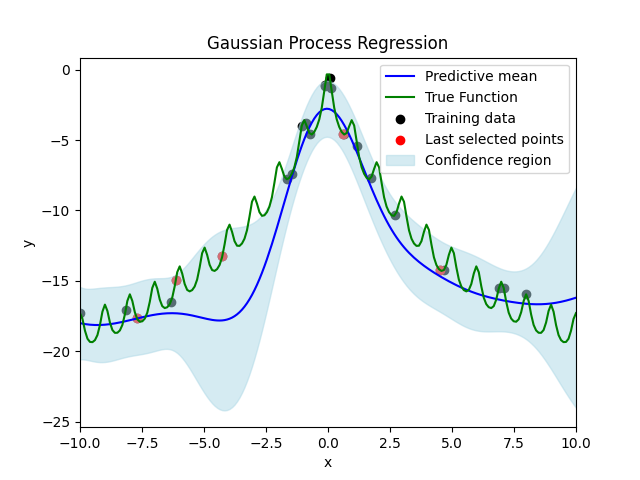 Gaussian Process Regression
Predictive mean
True Function
Training data
Last selected points
Confidence region
y
0
−5
−10
−15
−20
−25
−10.0 −7.5 −5.0 −2.5 0.0 2.5 5.0 7.5 10.0
x